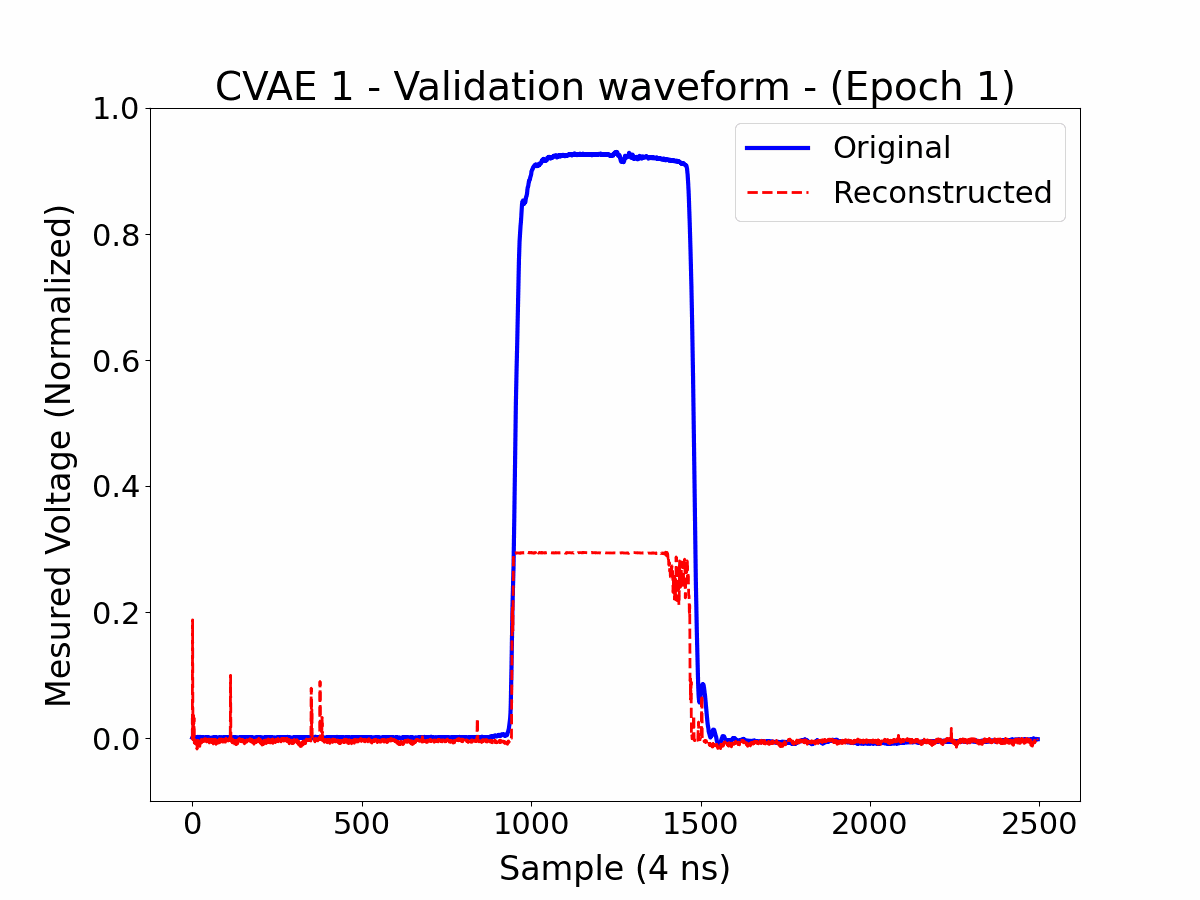 CVAE 1 - Validation waveform - (Epoch 1)
1.0
0.8
0.6
0.4
0.2
0.0
Mesured Voltage (Normalized)
Original
Reconstructed
0 500 1000 1500 2000 2500
Sample (4 ns)